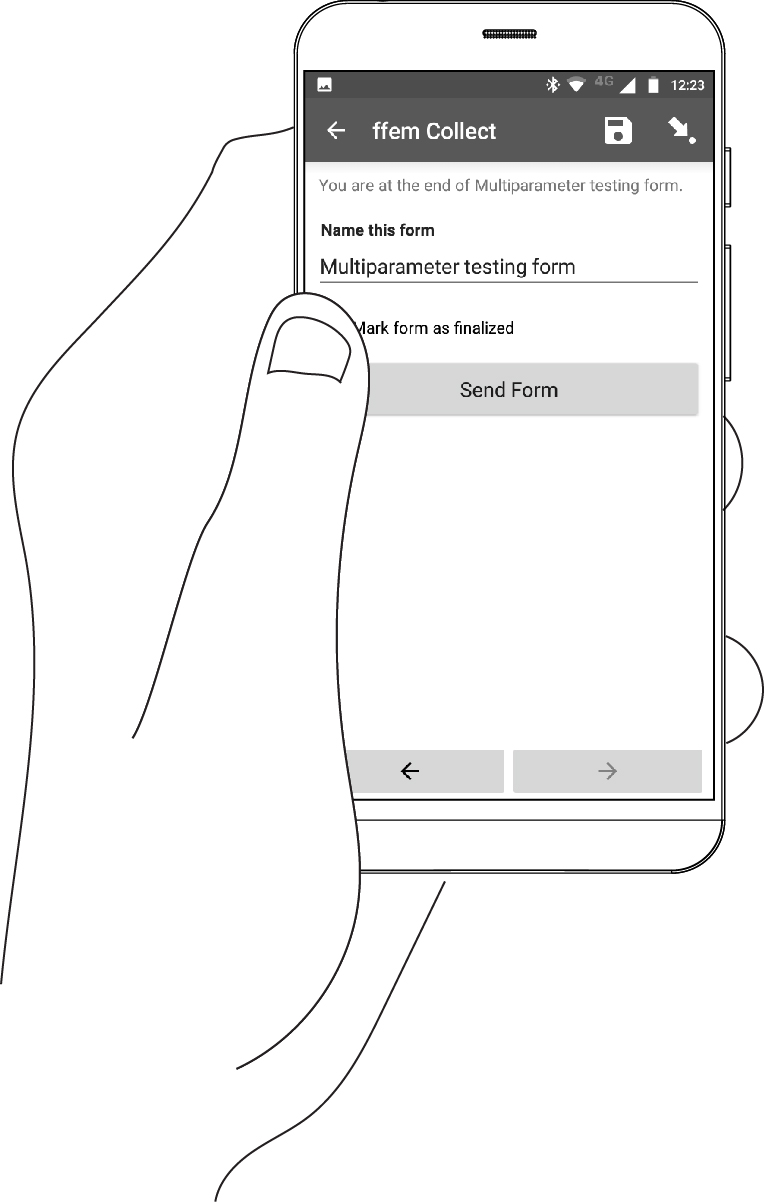 4G 12:23
ffem Collect
You are at the end of Multiparameter testing form.
Name this form
Multiparameter testing form
Mark form as finalized
Send Form